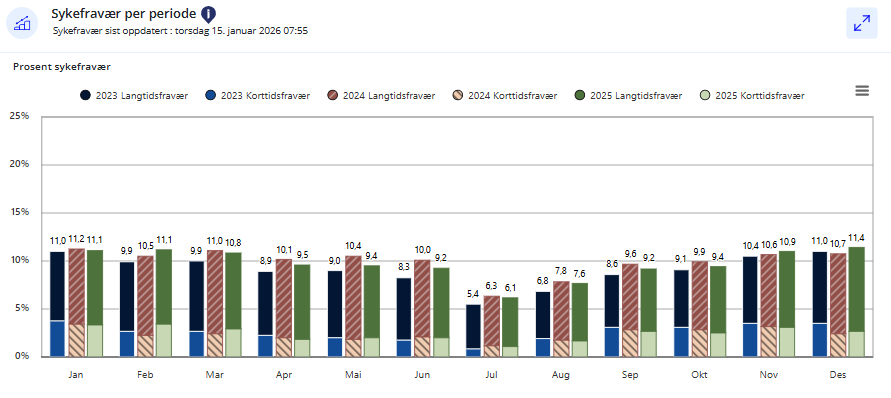 Sykefravær per periode
Sykefravær sist oppdatert : torsdag 15. januar 2026 07:55
Prosent sykefravær
2023 Langtidsfravær 2023 Korttidsfravær 2024 Langtidsfravær 2024 Korttidsfravær 2025 Langtidsfravær 2025 Korttidsfravær
25%
20%
15%
10%
5%
0%
11,0 11,2 11,1
9,9 10,5 11,1
9,9 11,0 10,8
8,9 10,1 9,5
9,0 10,4 9,4
8,3 10,0 9,2
5,4 6,3 6,1
6,8 7,8 7,6
8,6 9,6 9,2
9,1 9,9 9,4
10,4 10,6 10,9
11,0 10,7 11,4
Jan Feb Mar Apr Mai Jun Jul Aug Sep Okt Nov Des